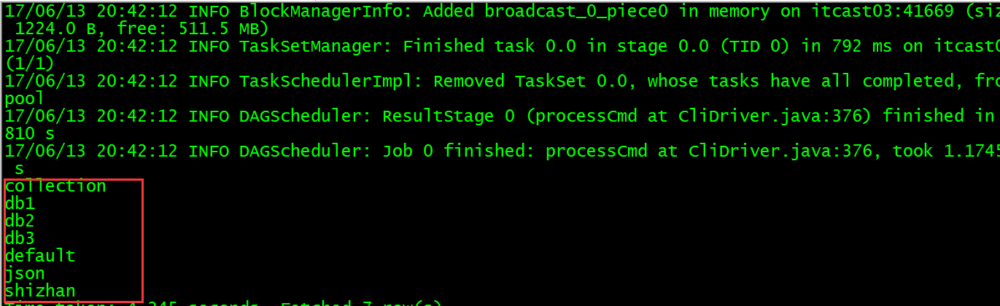 17/06/13 20:42:12 INFO BlockManagerInfo: Added broadcast_0_piece0 in memory on itcast03:41669 (siz
1224.0 B, free: 511.5 MB)
17/06/13 20:42:12 INFO TaskSetManager: Finished task 0.0 in stage 0.0 (TID 0) in 792 ms on itcast0
(1/1)
17/06/13 20:42:12 INFO TaskSchedulerImpl: Removed TaskSet 0.0, whose tasks have all completed, fro
pool
17/06/13 20:42:12 INFO DAGScheduler: ResultStage 0 (processCmd at CliDriver.java:376) finished in
810 s
17/06/13 20:42:12 INFO DAGScheduler: Job 0 finished: processCmd at CliDriver.java:376, took 1.1745
s
collection
db1
db2
db3
default
json
shizhan
Time taken: 4.245 seconds, Fetched 7 row(s)